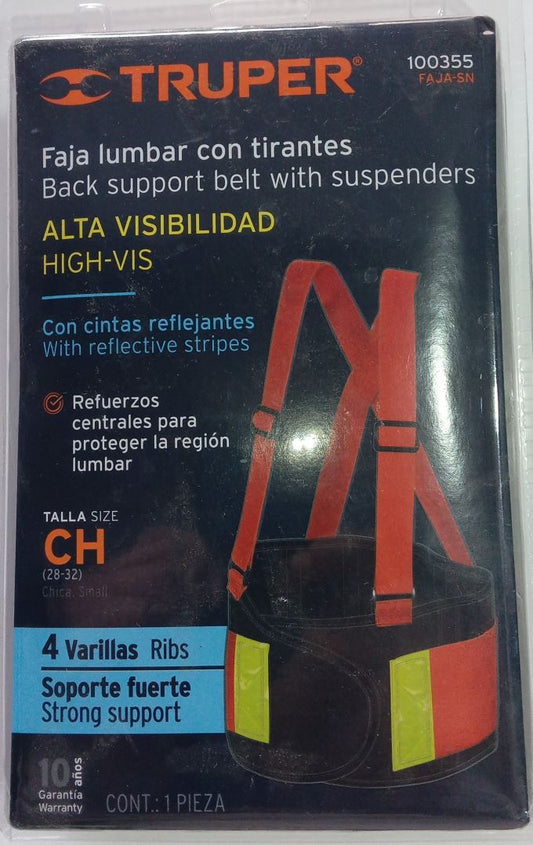 TRUPER®
100355
FAJA-SN
Faja lumbar con tirantes
Back support belt with suspenders
ALTA VISIBILIDAD
HIGH-VIS
Con cintas reflejantes
With reflective stripes
Refuerzos
centrales para
proteger la región
lumbar
TALLA SIZE
CH
(28-32)
Chica, Small
4 Varillas Ribs
Soporte fuerte
Strong support
10 años
Garantía
Warranty
CONT.: 1 PIEZA